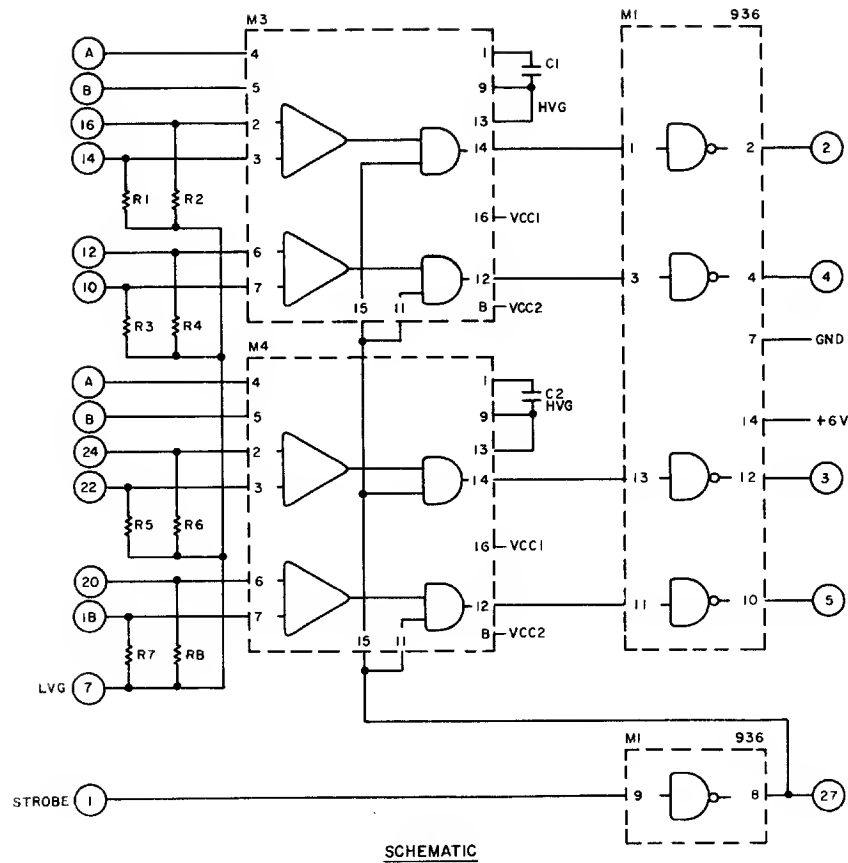 M3
M1 936
A 4 1 C1
B 5 9 HVG
16 2 13
14 3 14 1 2 2
R1 R2
16 VCC1
12 6
10 7 12 3 4 4
R3 R4 15 11 8 VCC2
7 GND
M4
A 4 1 C2
HVG
B 5 9
14 +6V
24 2 13
22 3 14 13 12 3
R5 R6
16 VCC1
20 6
18 7 12 11 10 5
R7 R8 15 11 8 VCC2
LVG 7
M1 936
STROBE 1 9 8 27
SCHEMATIC